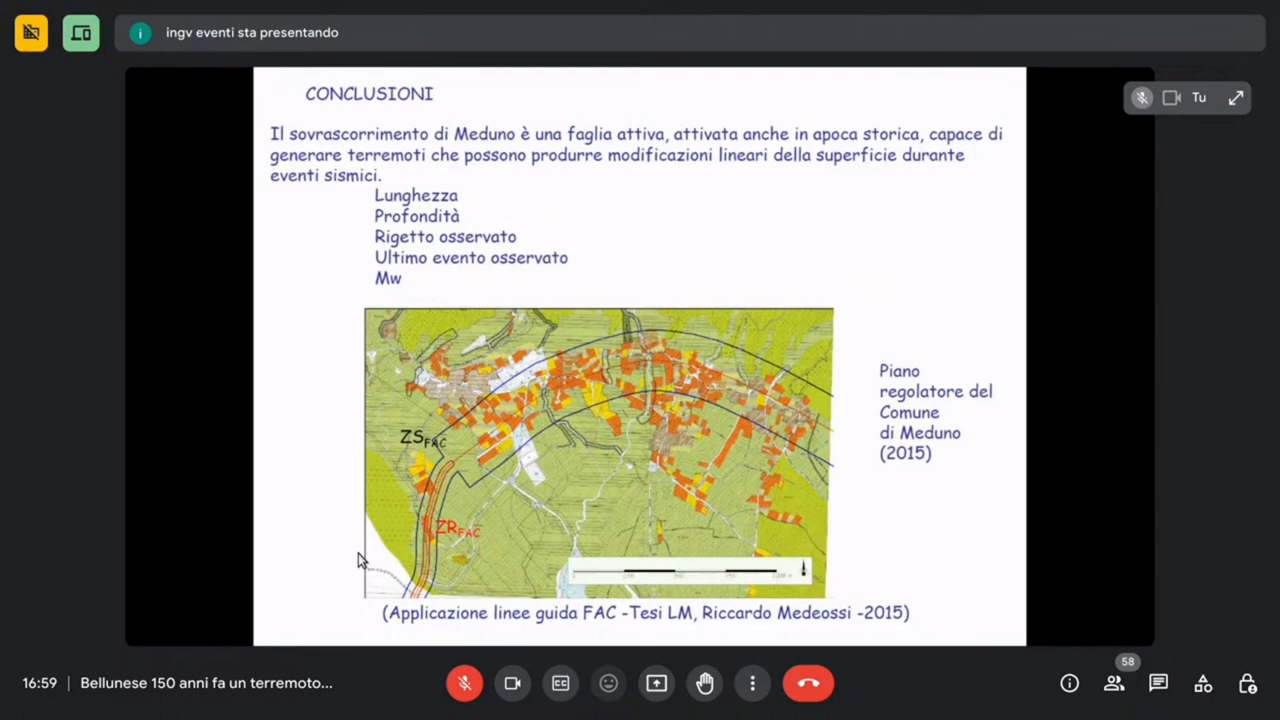 i
ingv eventi sta presentando
Tu
CONCLUSIONI
Il sovrascorrimento di Meduno è una faglia attiva, attivata anche in apoca storica, capace di
generare terremoti che possono produrre modificazioni lineari della superficie durante
eventi sismici.
Lunghezza
Profondità
Rigetto osservato
Ultimo evento osservato
Mw
ZSFAC
ZRFAC
Piano
regolatore del
Comune
di Meduno
(2015)
(Applicazione linee guida FAC -Tesi LM, Riccardo Medeossi -2015)
16:59 | Bellunese 150 anni fa un terremoto...
CC
58